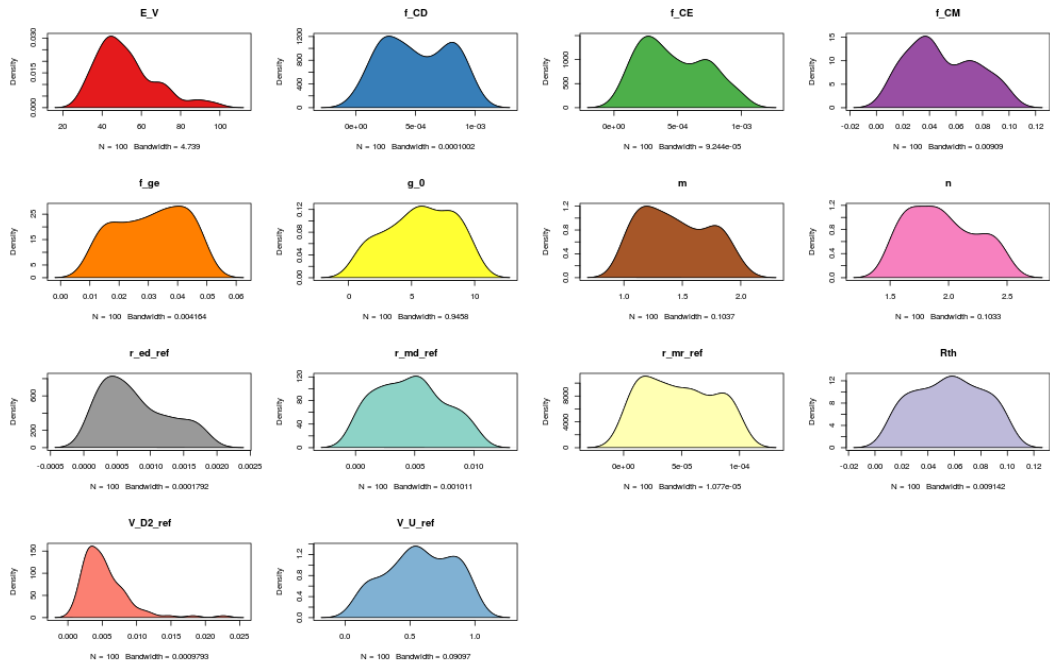 E_V f_CD f_CE f_CM
Density 0.000 0.015 0.030
20 40 60 80 100
N = 100 Bandwidth = 4.739
Density 0 400 800 1200
0e+00 5e-04 1e-03
N = 100 Bandwidth = 0.0001002
Density 0 500 1500
0e+00 5e-04 1e-03
N = 100 Bandwidth = 9.244e-05
Density 0 5 10 15
-0.02 0.00 0.02 0.04 0.06 0.08 0.10 0.12
N = 100 Bandwidth = 0.00909
f_ge g_0 m n
Density 0 5 15 25
0.00 0.01 0.02 0.03 0.04 0.05 0.06
N = 100 Bandwidth = 0.004164
Density 0.00 0.04 0.08 0.12
0 5 10
N = 100 Bandwidth = 0.9458
Density 0.0 0.4 0.8 1.2
1.0 1.5 2.0
N = 100 Bandwidth = 0.1037
Density 0.0 0.4 0.8 1.2
1.5 2.0 2.5
N = 100 Bandwidth = 0.1033
r_ed_ref r_md_ref r_mr_ref Rth
Density 0 200 600
-0.0005 0.0000 0.0005 0.0010 0.0015 0.0020 0.0025
N = 100 Bandwidth = 0.0001792
Density 0 40 80 120
0.000 0.005 0.010
N = 100 Bandwidth = 0.001011
Density 0 4000 8000
0e+00 5e-05 1e-04
N = 100 Bandwidth = 1.077e-05
Density 0 4 8 12
-0.02 0.00 0.02 0.04 0.06 0.08 0.10 0.12
N = 100 Bandwidth = 0.009142
V_D2_ref V_U_ref
Density 0 50 100 150
0.000 0.005 0.010 0.015 0.020 0.025
N = 100 Bandwidth = 0.0009793
Density 0.0 0.4 0.8 1.2
0.0 0.5 1.0
N = 100 Bandwidth = 0.09097